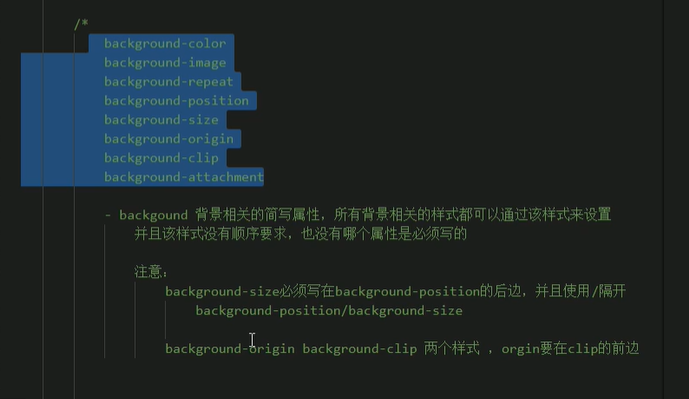 /*
background-color
background-image
background-repeat
background-position
background-size
background-origin
background-clip
background-attachment
- backgound 背景相关的简写属性，所有背景相关的样式都可以通过该样式来设置
并且该样式没有顺序要求，也没有哪个属性是必须写的
注意：
background-size必须写在background-position的后边，并且使用/隔开
background-position/background-size
background-origin background-clip 两个样式 ，orgin要在clip的前边